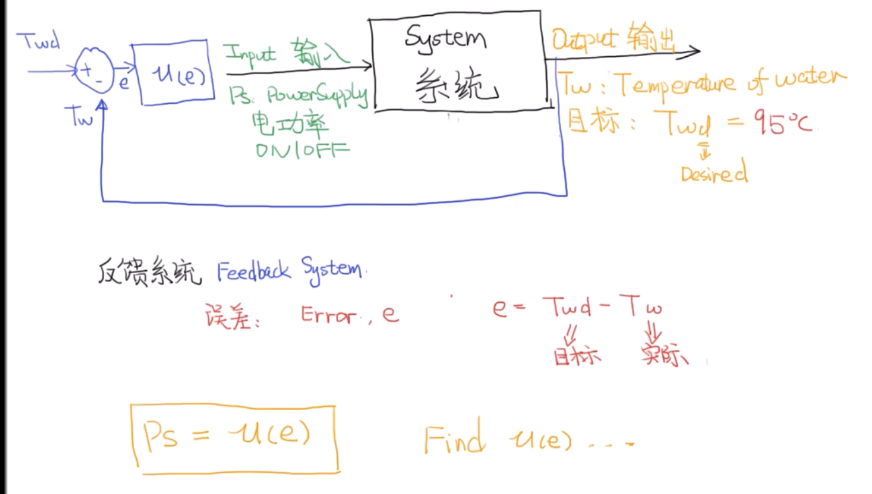 Twd
+
-
e
u(e)
Tw
Input 输入
Ps: PowerSupply
电功率
ON/OFF
System
系统
Output 输出
Tw: Temperature of water
目标: Twd = 95℃
Desired
反馈系统 Feedback System.
误差: Error, e e = Twd - Tw
目标 实际
Ps = u(e) Find u(e) ...